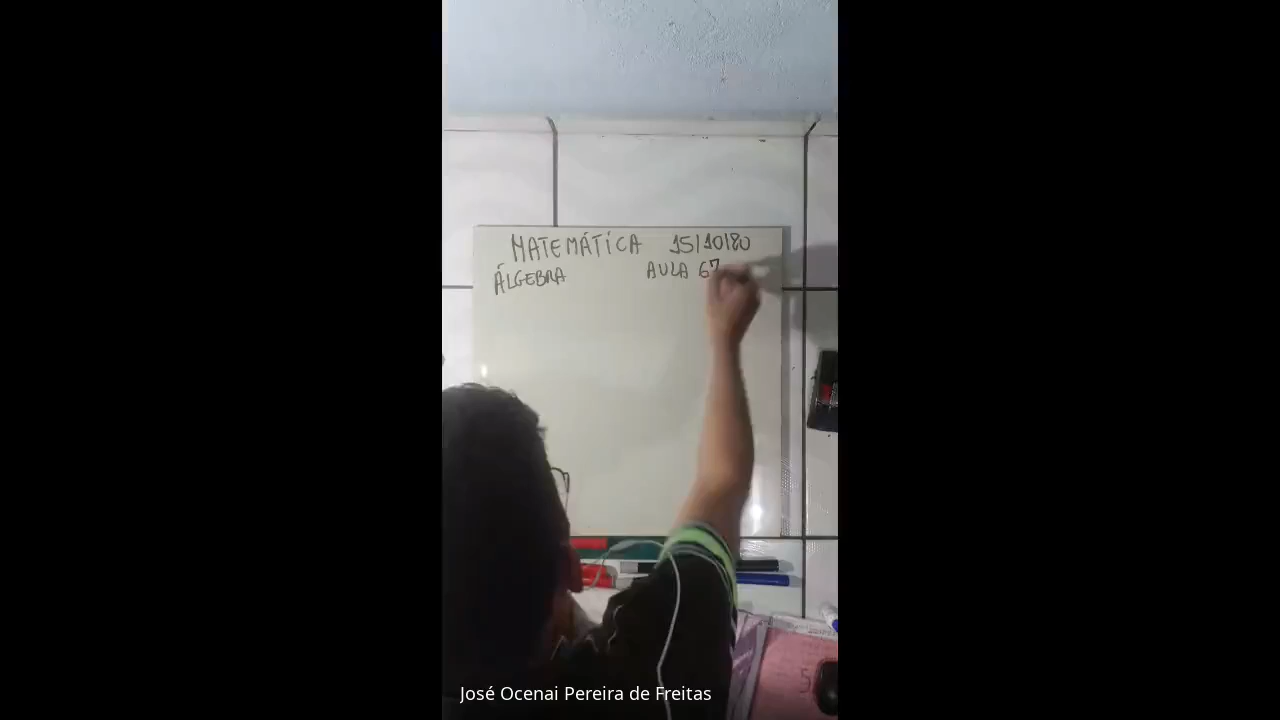 MATEMÁTICA 15/10/80
ÁLGEBRA AULA 67
José Ocenai Pereira de Freitas